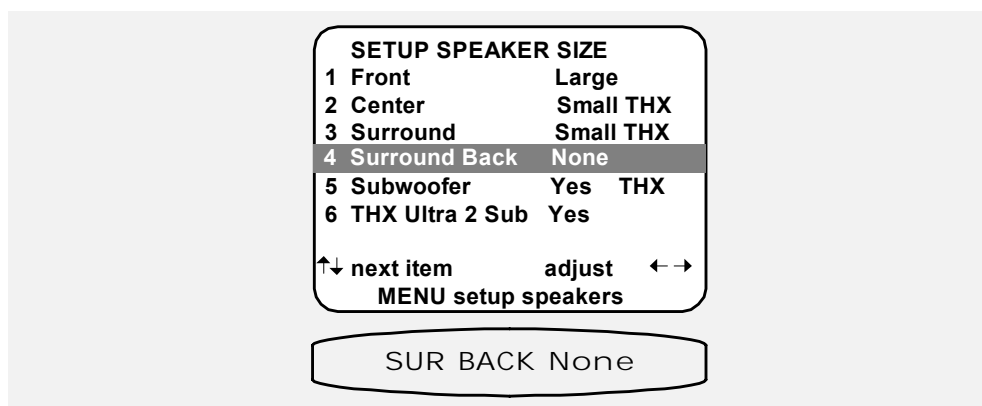 SETUP SPEAKER SIZE
1 Front Large
2 Center Small THX
3 Surround Small THX
4 Surround Back None
5 Subwoofer Yes THX
6 THX Ultra 2 Sub Yes
↑↓ next item adjust ←→
MENU setup speakers
SUR BACK None